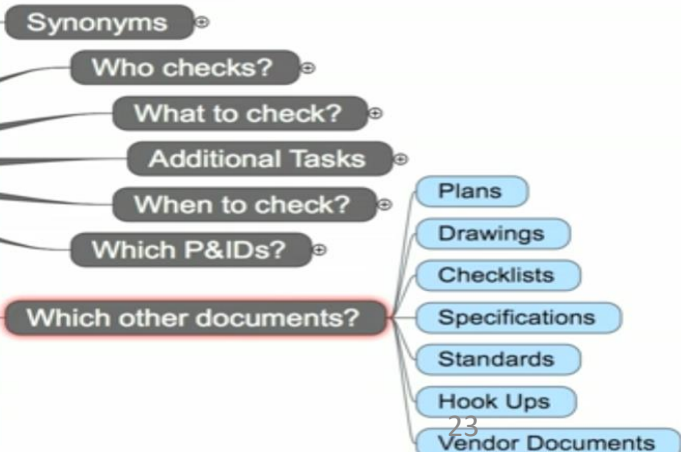 Synonyms
Who checks?
What to check?
Additional Tasks
When to check?
Which P&IDs?
Which other documents?
Plans
Drawings
Checklists
Specifications
Standards
Hook Ups
23
Vendor Documents